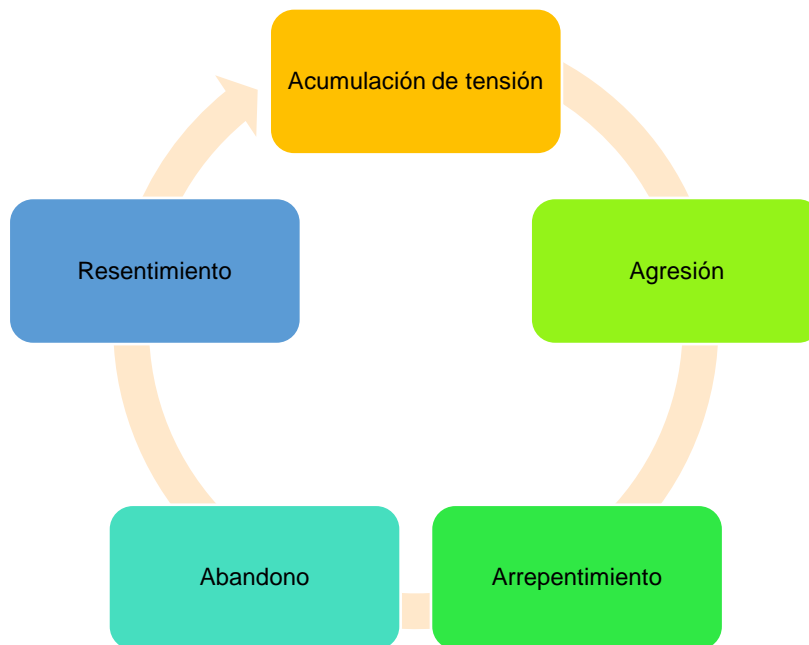 Acumulación de tensión
Agresión
Arrepentimiento
Abandono
Resentimiento